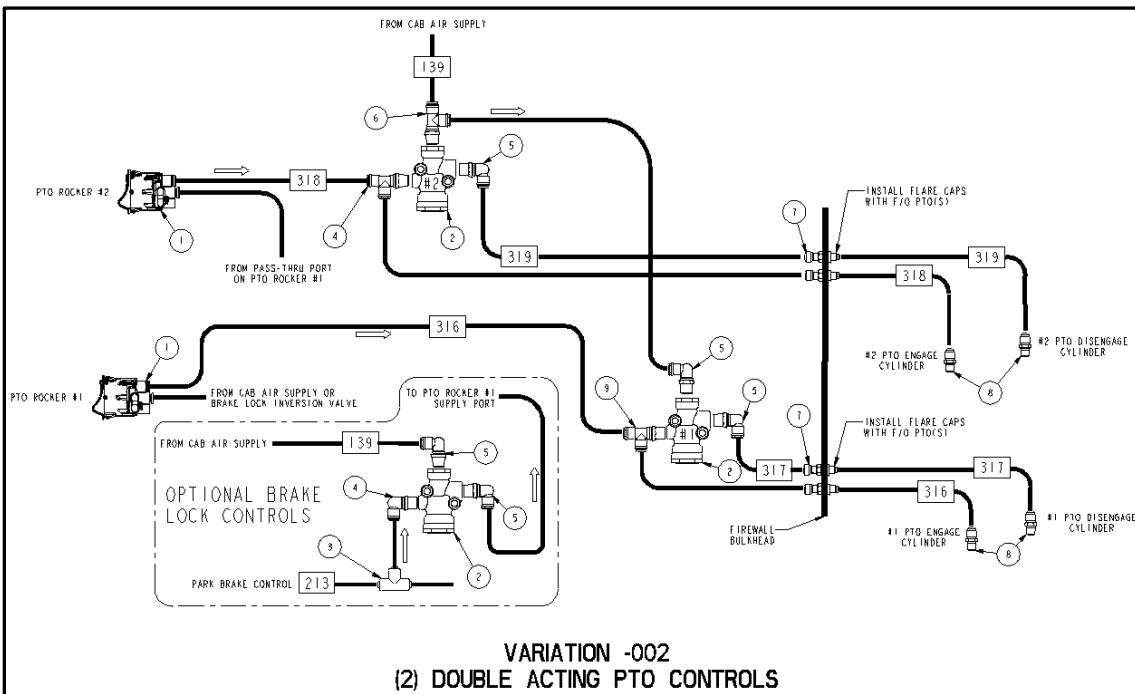 FROM CAB AIR SUPPLY
139
6
5
PTO ROCKER #2
318
#2
1
4
2
FROM PASS-THRU PORT
ON PTO ROCKER #1
7
INSTALL FLARE CAPS
WITH F/O PTO(S)
319
319
318
#2 PTO DISENGAGE
CYLINDER
#2 PTO ENGAGE
CYLINDER
8
316
1
5
PTO ROCKER #1
FROM CAB AIR SUPPLY OR
BRAKE LOCK INVERSION VALVE
TO PTO ROCKER #1
SUPPLY PORT
9
5
#1
7
INSTALL FLARE CAPS
WITH F/O PTO(S)
FROM CAB AIR SUPPLY
139
5
2
317
317
316
OPTIONAL BRAKE
LOCK CONTROLS
4
5
2
#1 PTO DISENGAGE
CYLINDER
#1 PTO ENGAGE
CYLINDER
8
FIREWALL
BULKHEAD
3
PARK BRAKE CONTROL
213
VARIATION -002
(2) DOUBLE ACTING PTO CONTROLS